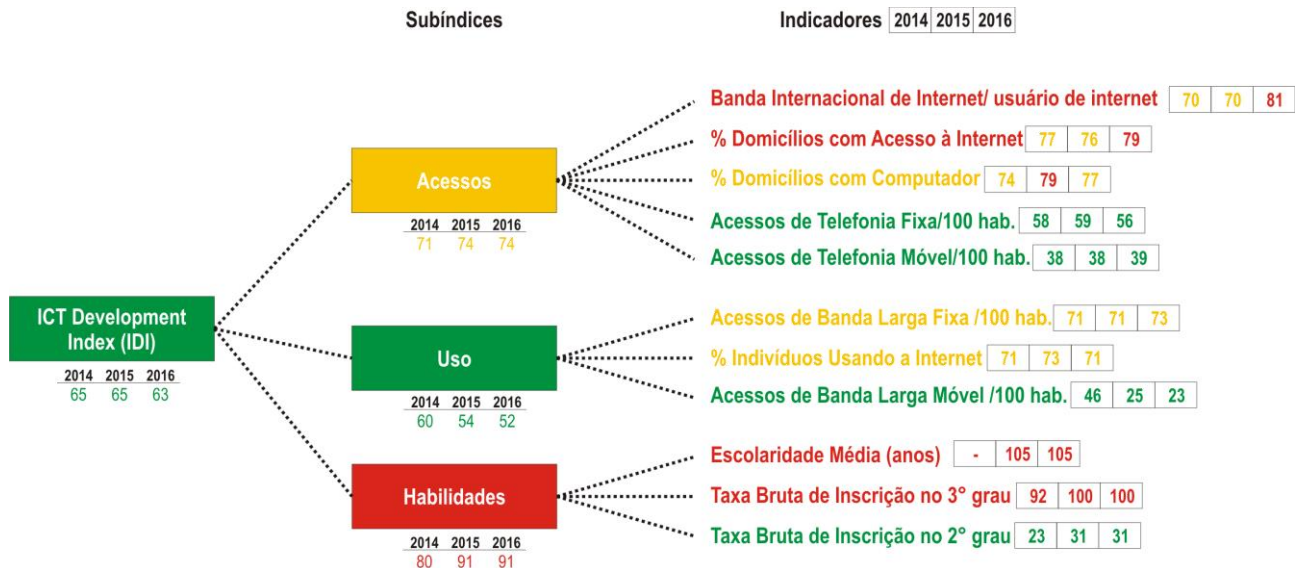 Subíndices
Indicadores 2014 2015 2016
Banda Internacional de Internet/ usuário de internet 70 70 81
% Domicílios com Acesso à Internet 77 76 79
% Domicílios com Computador 74 79 77
Acessos de Telefonia Fixa/100 hab. 58 59 56
Acessos de Telefonia Móvel/100 hab. 38 38 39
Acessos
2014 2015 2016
71 74 74
ICT Development
Index (IDI)
2014 2015 2016
65 65 63
Acessos de Banda Larga Fixa /100 hab. 71 71 73
% Indivíduos Usando a Internet 71 73 71
Acessos de Banda Larga Móvel /100 hab. 46 25 23
Uso
2014 2015 2016
60 54 52
Escolaridade Média (anos) - 105 105
Taxa Bruta de Inscrição no 3° grau 92 100 100
Taxa Bruta de Inscrição no 2° grau 23 31 31
Habilidades
2014 2015 2016
80 91 91